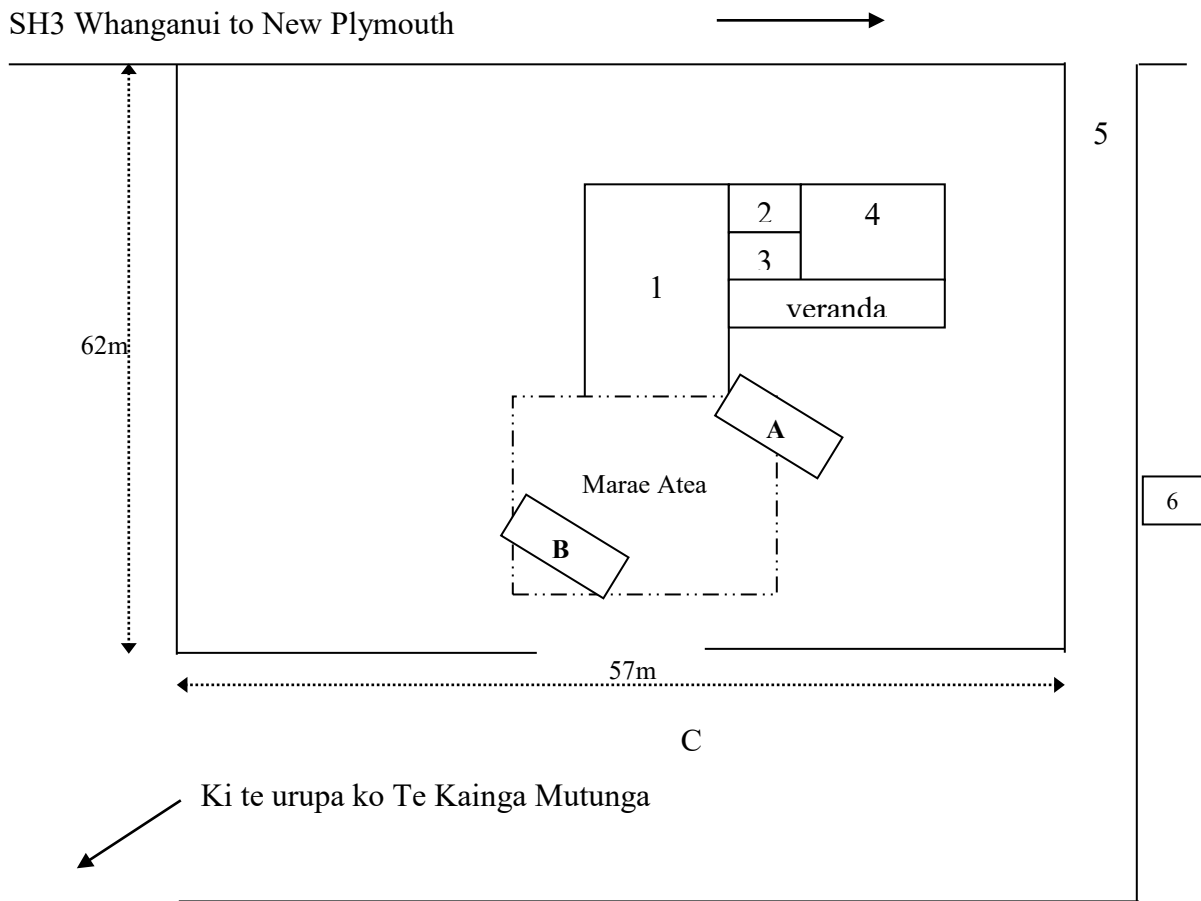 SH3 Whanganui to New Plymouth
5
2
4
3
1
veranda
62m
A
Marae Atea
6
B
57m
C
Ki te urupa ko Te Kainga Mutunga